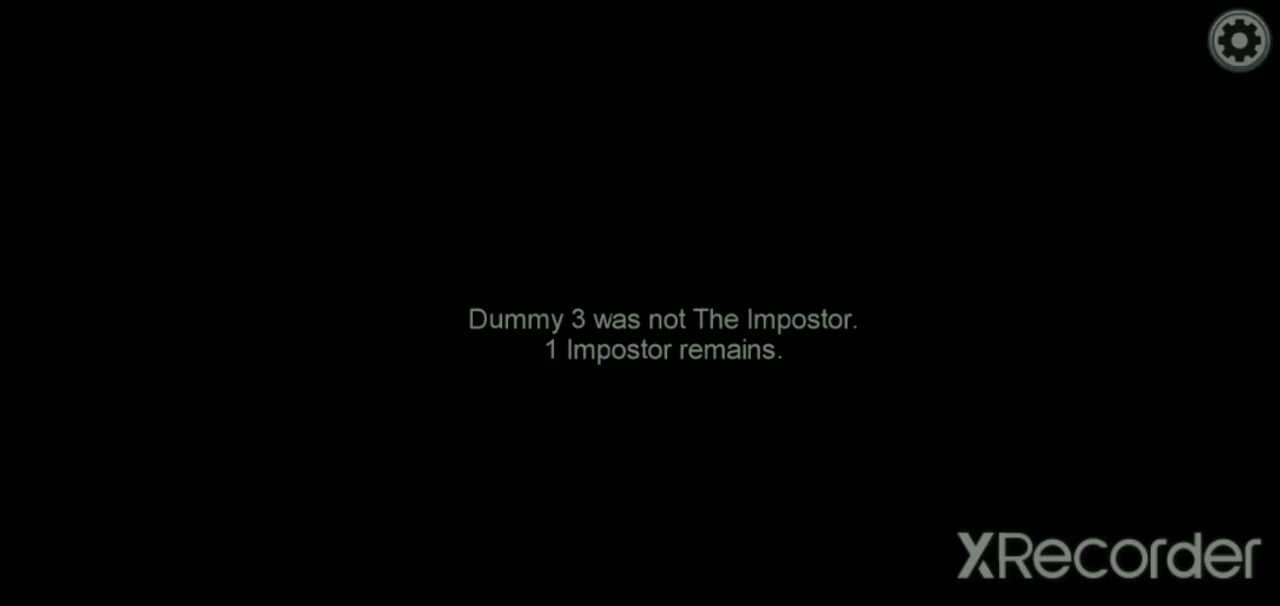 Dummy 3 was not The Impostor.
1 Impostor remains.
XRecorder